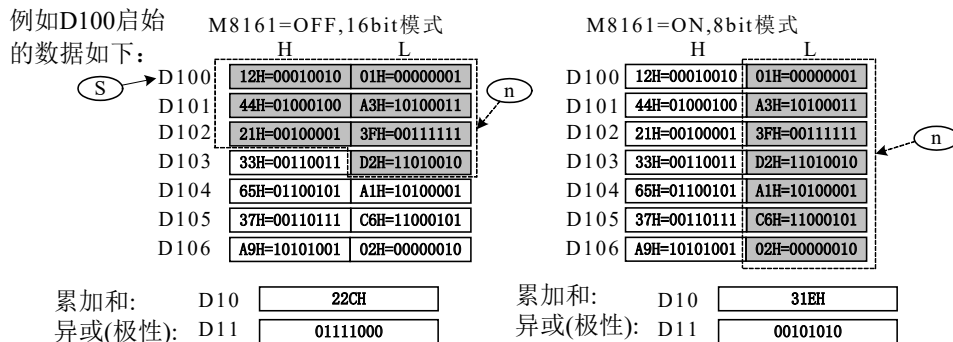 例如D100启始
的数据如下：
M8161=OFF,16bit模式
H L
S
D100 12H=00010010 01H=00000001
D101 44H=01000100 A3H=10100011
D102 21H=00100001 3FH=00111111
D103 33H=00110011 D2H=11010010
D104 65H=01100101 A1H=10100001
D105 37H=00110111 C6H=11000101
D106 A9H=10101001 02H=00000010
n
累加和: D10 22CH
异或(极性): D11 01111000
M8161=ON,8bit模式
H L
D100 12H=00010010 01H=00000001
D101 44H=01000100 A3H=10100011
D102 21H=00100001 3FH=00111111
D103 33H=00110011 D2H=11010010
D104 65H=01100101 A1H=10100001
D105 37H=00110111 C6H=11000101
D106 A9H=10101001 02H=00000010
n
累加和: D10 31EH
异或(极性): D11 00101010